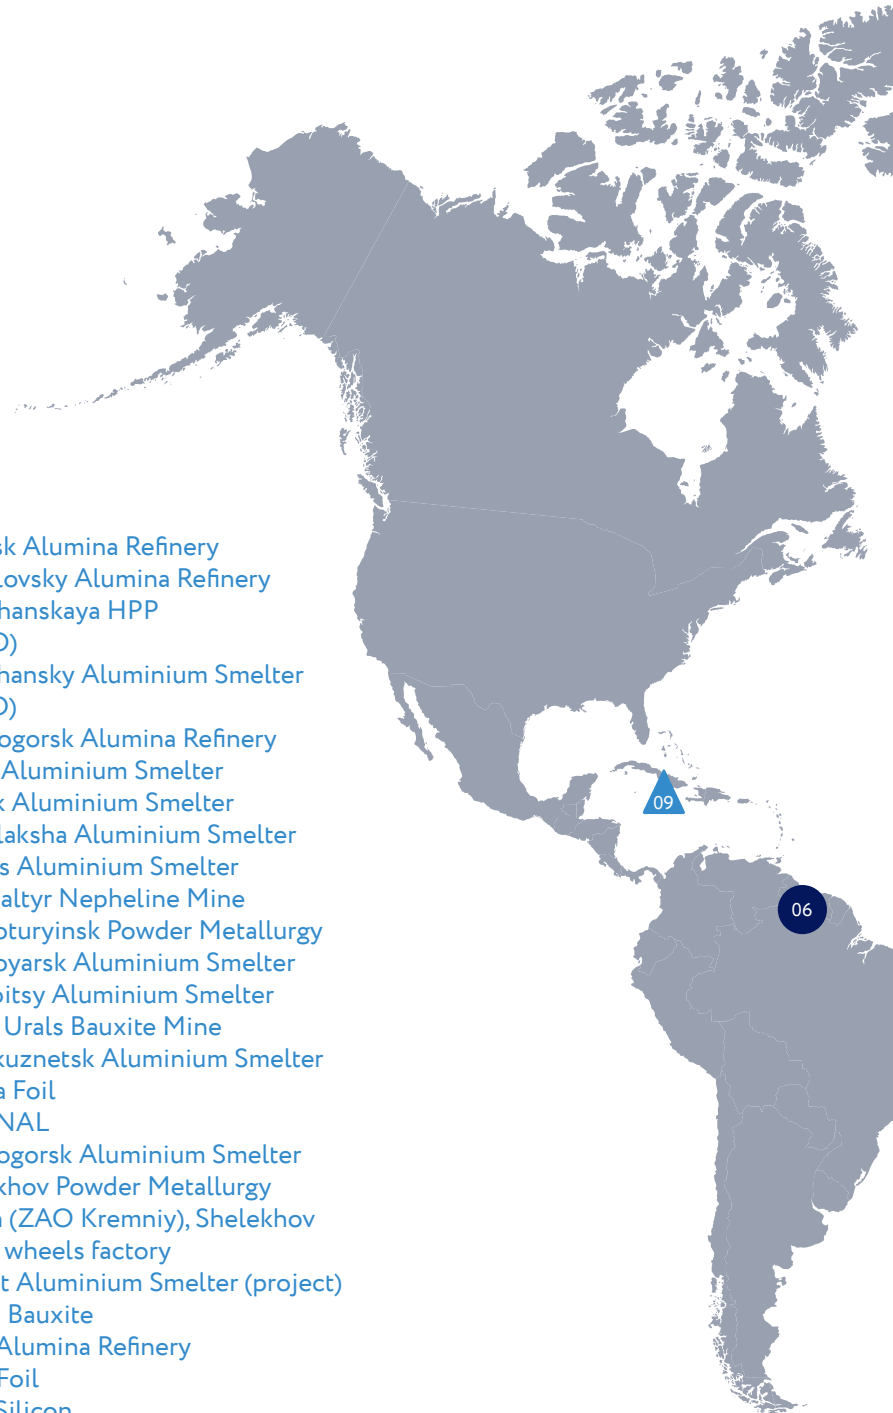 sk Alumina Refinery
lovsky Alumina Refinery
hanskaya HPP
O)
hansky Aluminium Smelter
O)
ogorsk Alumina Refinery
Aluminium Smelter
k Aluminium Smelter
laksha Aluminium Smelter
s Aluminium Smelter
altyr Nepheline Mine
oturyinsk Powder Metallurgy
oyarsk Aluminium Smelter
oitsy Aluminium Smelter
Urals Bauxite Mine
kuznetsk Aluminium Smelter
a Foil
NAL
ogorsk Aluminium Smelter
khov Powder Metallurgy
n (ZAO Kremniy), Shelekhov
wheels factory
t Aluminium Smelter (project)
Bauxite
Alumina Refinery
Foil
Silicon
09
06